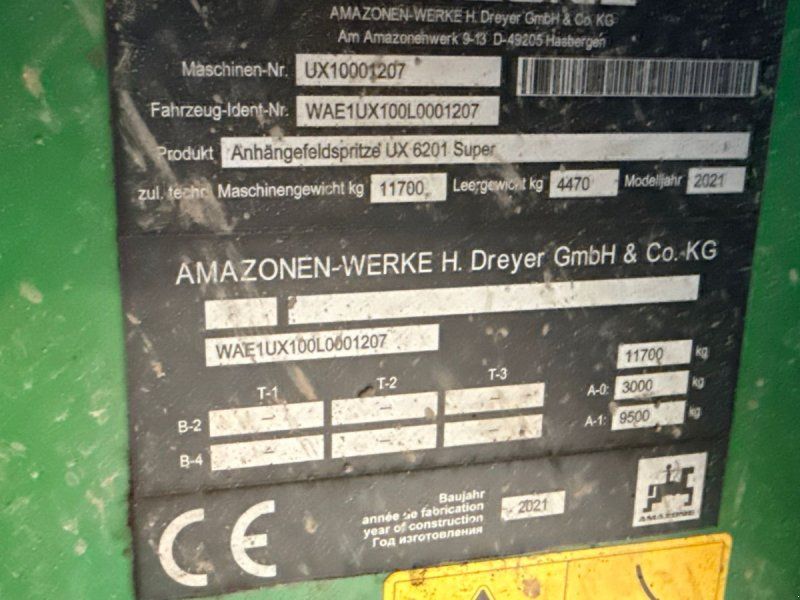 AMAZONEN-WERKE H. Dreyer GmbH & Co. KG
Am Amazonenwerk 9-13 D-49205 Hasbergen
Maschinen-Nr. UX10001207
Fahrzeug-Ident-Nr. WAE1UX100L0001207
Produkt Anhängefeldspritze UX 6201 Super
zul. techn. Maschinengewicht kg 11700 Leergewicht kg 4470 Modelljahr 2021
AMAZONEN-WERKE H. Dreyer GmbH & Co. KG
WAE1UX100L0001207
11700 kg
T-1 T-2 T-3
A-0: 3000 kg
B-2 – – –
A-1: 9500 kg
B-4 – – –
CE
Baujahr
année de fabrication
year of construction
Год изготовления
2021
AMAZONE